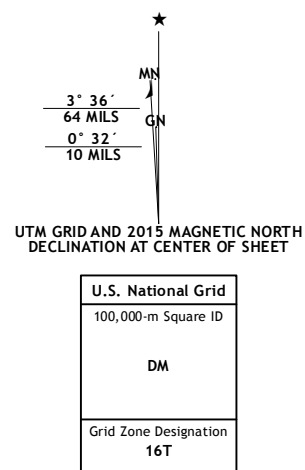 ★
MN
3° 36´
64 MILS
GN
0° 32´
10 MILS
UTM GRID AND 2015 MAGNETIC NORTH
DECLINATION AT CENTER OF SHEET
U.S. National Grid
100,000-m Square ID
DM
Grid Zone Designation
16T